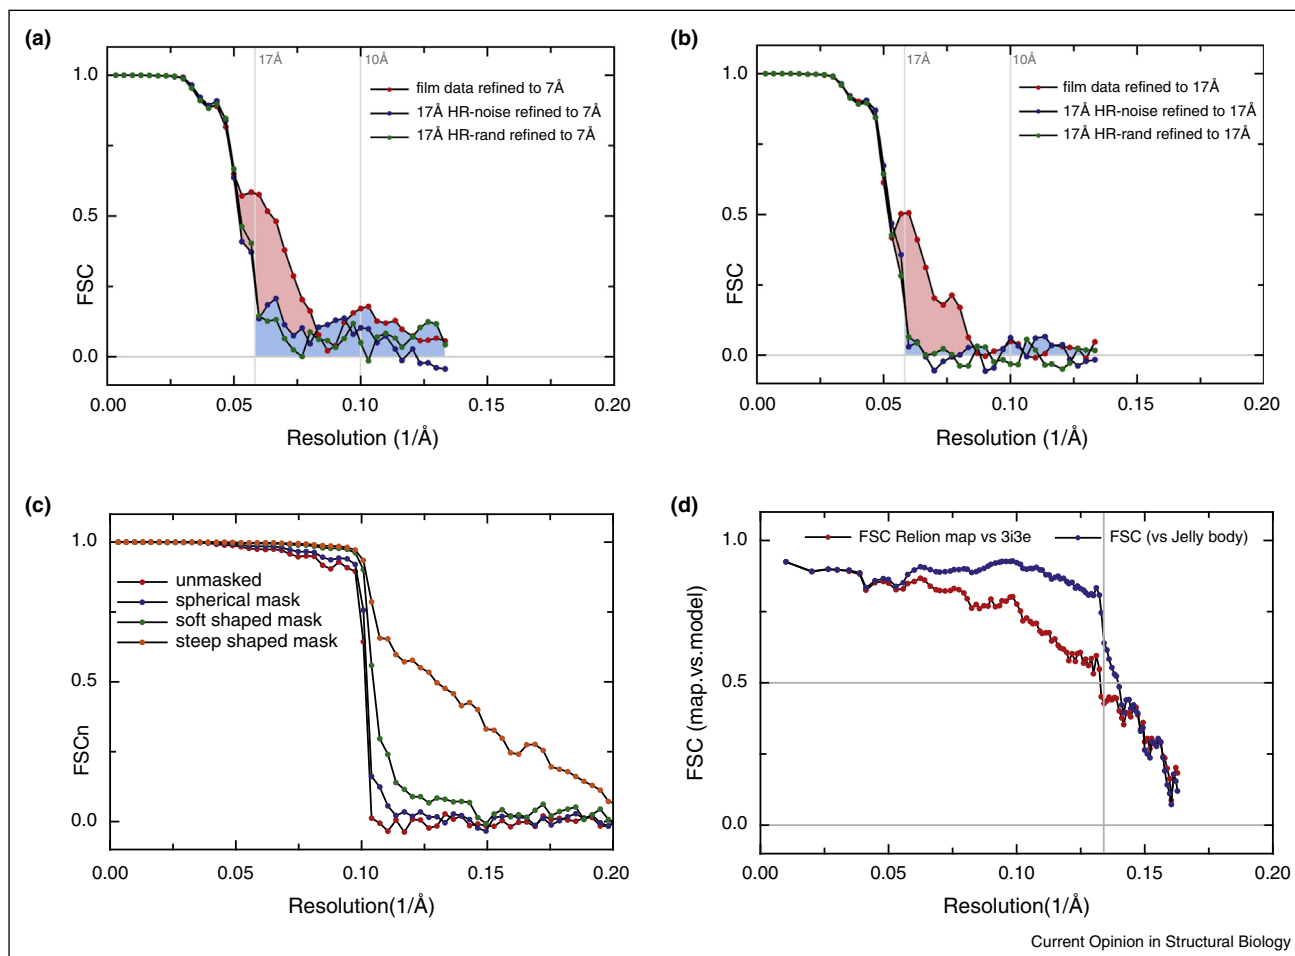 (a)
17Å
10Å
film data refined to 7Å
17Å HR-noise refined to 7Å
17Å HR-rand refined to 7Å
1.0
0.5
0.0
FSC
0.00
0.05
0.10
0.15
0.20
Resolution (1/Å)
(b)
17Å
10Å
film data refined to 17Å
17Å HR-noise refined to 17Å
17Å HR-rand refined to 17Å
1.0
0.5
0.0
FSC
0.00
0.05
0.10
0.15
0.20
Resolution (1/Å)
(c)
unmasked
spherical mask
soft shaped mask
steep shaped mask
1.0
0.5
0.0
FSCn
0.00
0.05
0.10
0.15
0.20
Resolution(1/Å)
(d)
FSC Relion map vs 3i3e
FSC (vs Jelly body)
1.0
0.5
0.0
FSC (map.vs.model)
0.00
0.05
0.10
0.15
0.20
Resolution(1/Å)
Current Opinion in Structural Biology